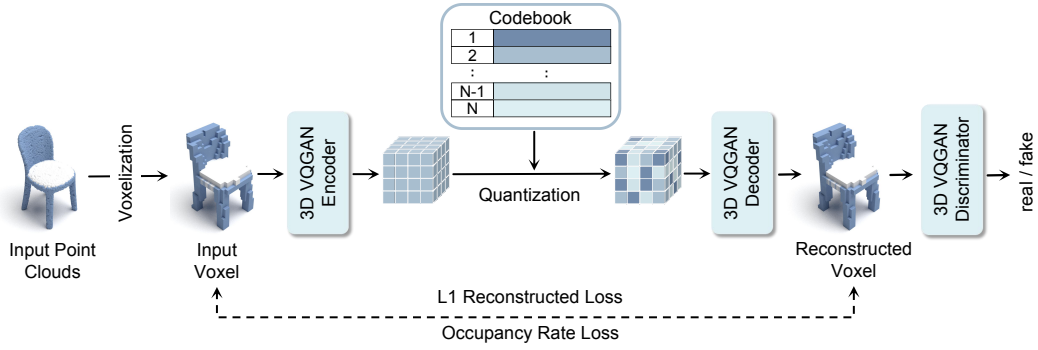 Codebook
1
2
:
:
N-1
N
Voxelization
3D VQGAN
Encoder
Quantization
3D VQGAN
Decoder
3D VQGAN
Discriminator
real / fake
Input Point
Clouds
Input
Voxel
Reconstructed
Voxel
L1 Reconstructed Loss
Occupancy Rate Loss